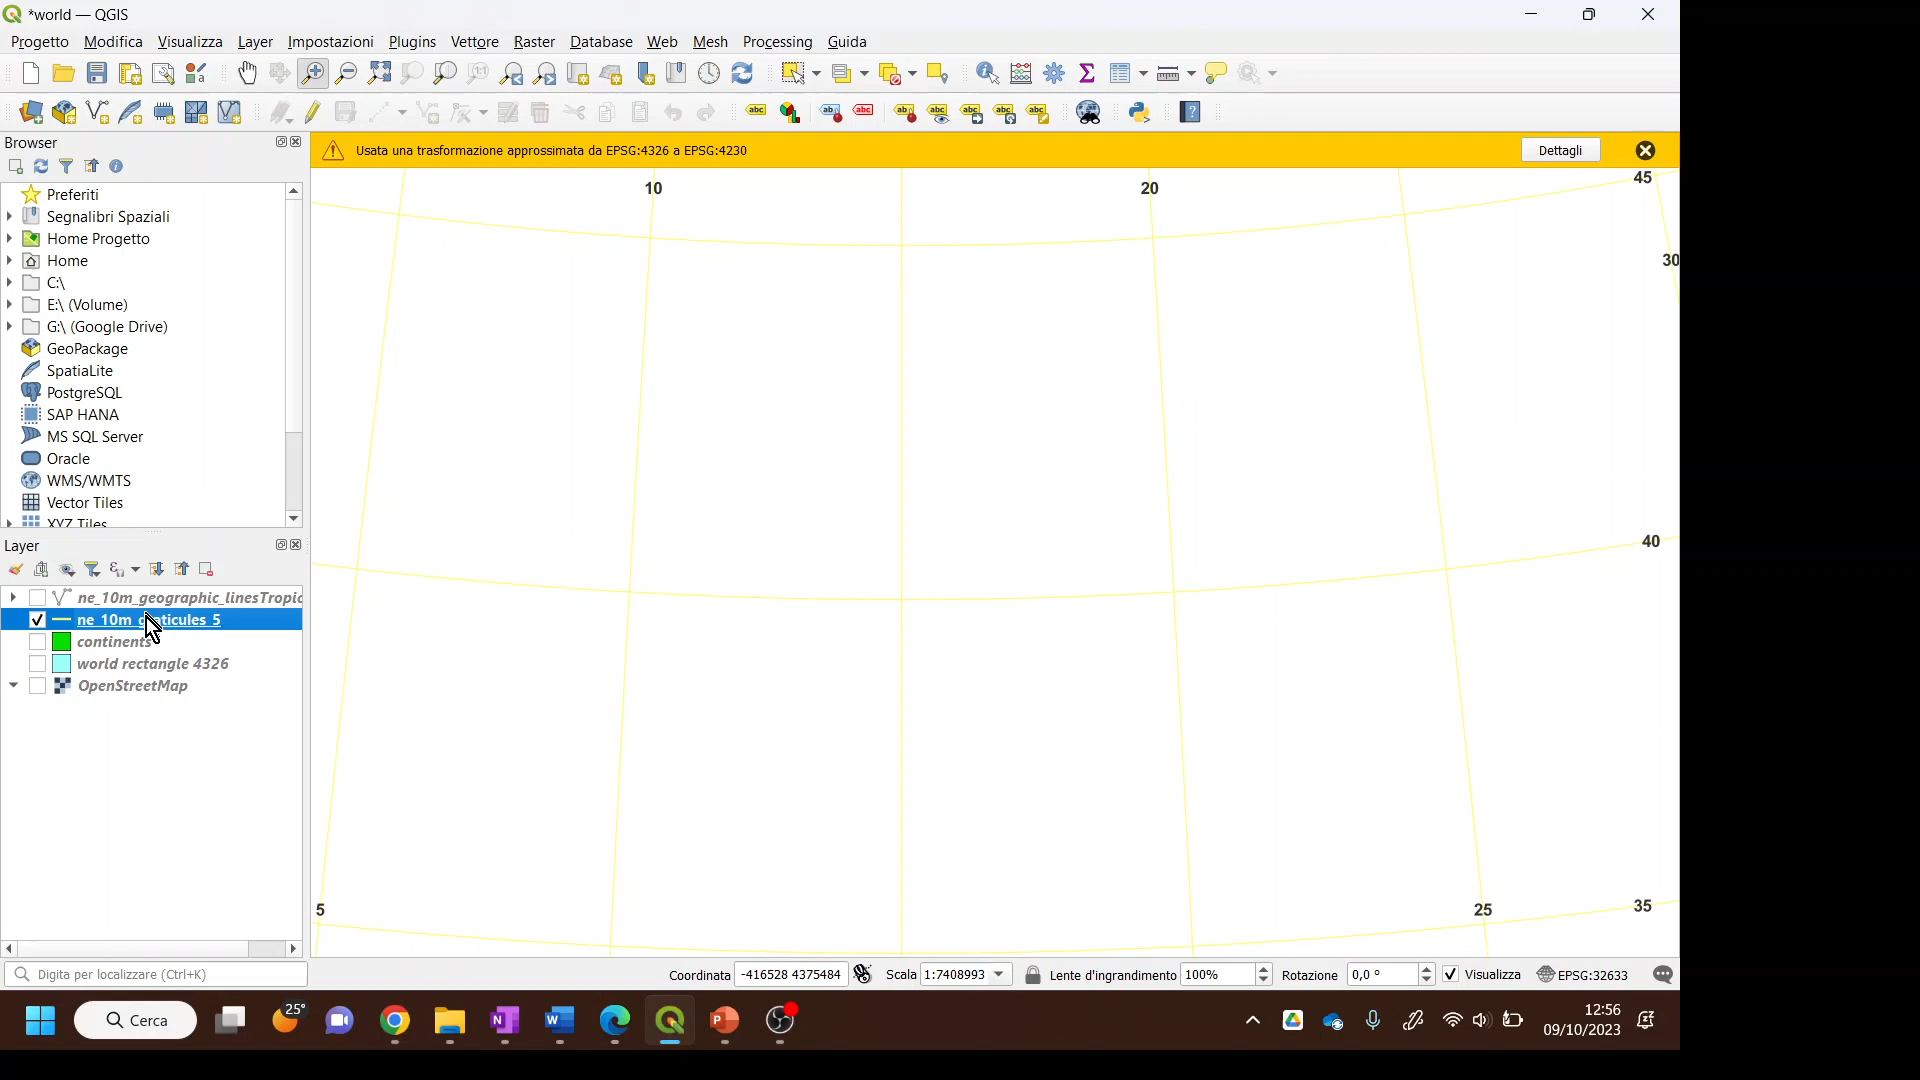 *world — QGIS
Progetto Modifica Visualizza Layer Impostazioni Plugins Vettore Raster Database Web Mesh Processing Guida
Browser
Usata una trasformazione approssimata da EPSG:4326 a EPSG:4230
Dettagli
Preferiti
Segnalibri Spaziali
Home Progetto
Home
C:\
E:\ (Volume)
G:\ (Google Drive)
GeoPackage
SpatiaLite
PostgreSQL
SAP HANA
MS SQL Server
Oracle
WMS/WMTS
Vector Tiles
XYZ Tiles
10
20
45
30
40
5
25
35
Layer
ne_10m_geographic_linesTropic
ne_10m_g aticules_5
continents
world rectangle 4326
OpenStreetMap
Digita per localizzare (Ctrl+K)
Coordinata -416528 4375484 Scala 1:7408993 Lente d'ingrandimento 100% Rotazione 0,0 ° Visualizza EPSG:32633
Cerca
25°
12:56
09/10/2023